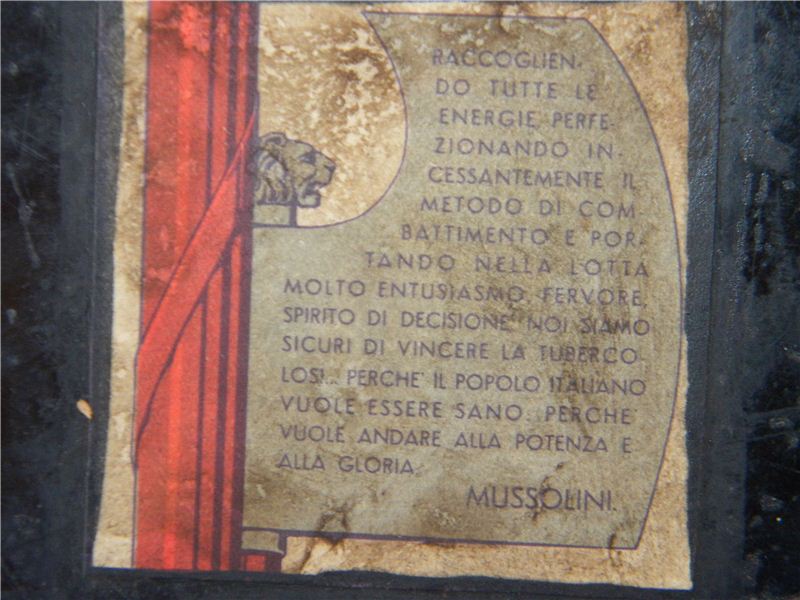 RACCOGLIEN-
DO TUTTE LE
ENERGIE, PERFE-
ZIONANDO IN-
CESSANTEMENTE IL
METODO DI COM-
BATTIMENTO E POR-
TANDO NELLA LOTTA
MOLTO ENTUSIASMO, FERVORE,
SPIRITO DI DECISIONE, NOI SIAMO
SICURI DI VINCERE LA TUBERCO-
LOSI... PERCHE' IL POPOLO ITALIANO
VUOLE ESSERE SANO, PERCHE'
VUOLE ANDARE ALLA POTENZA E
ALLA GLORIA.
MUSSOLINI.